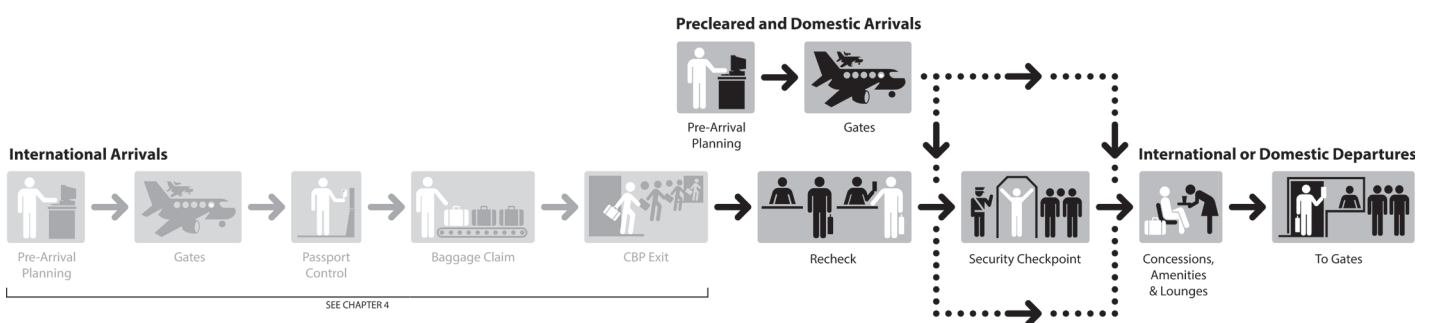 Precleared and Domestic Arrivals
Pre-Arrival
Planning
Gates
International Arrivals
International or Domestic Departures
Pre-Arrival
Planning
Gates
Passport
Control
Baggage Claim
CBP Exit
Recheck
Security Checkpoint
Concessions,
Amenities
& Lounges
To Gates
SEE CHAPTER 4